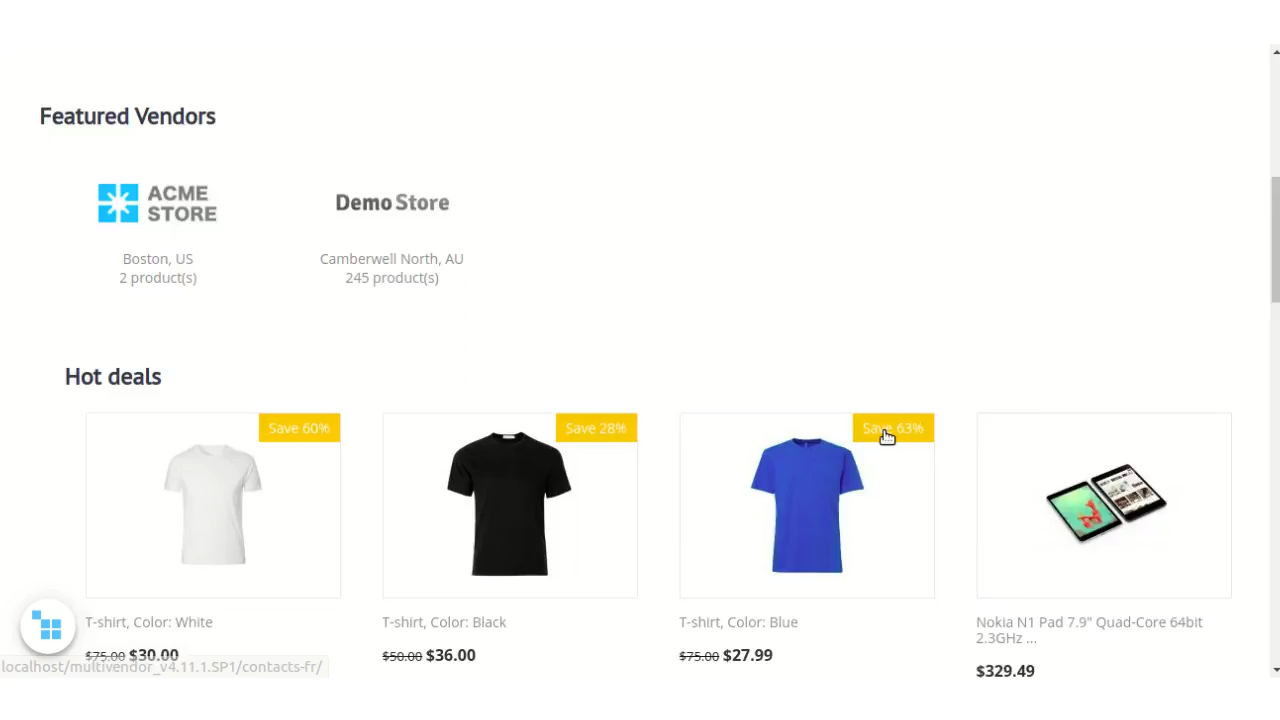 Featured Vendors
ACME
STORE
Demo Store
Boston, US
2 product(s)
Camberwell North, AU
245 product(s)
Hot deals
Save 60%
Save 28%
Save 63%
T-shirt, Color: White
$75.00 $30.00
T-shirt, Color: Black
$50.00 $36.00
T-shirt, Color: Blue
$75.00 $27.99
Nokia N1 Pad 7.9" Quad-Core 64bit
2.3GHz ...
$329.49
localhost/multivendor_v4.11.1.SP1/contacts-fr/